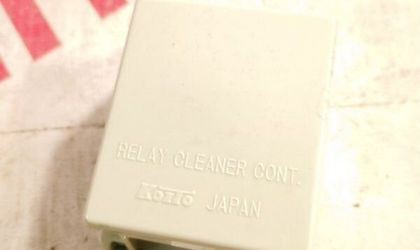 RELAY CLEANER CONT.
KOITO JAPAN